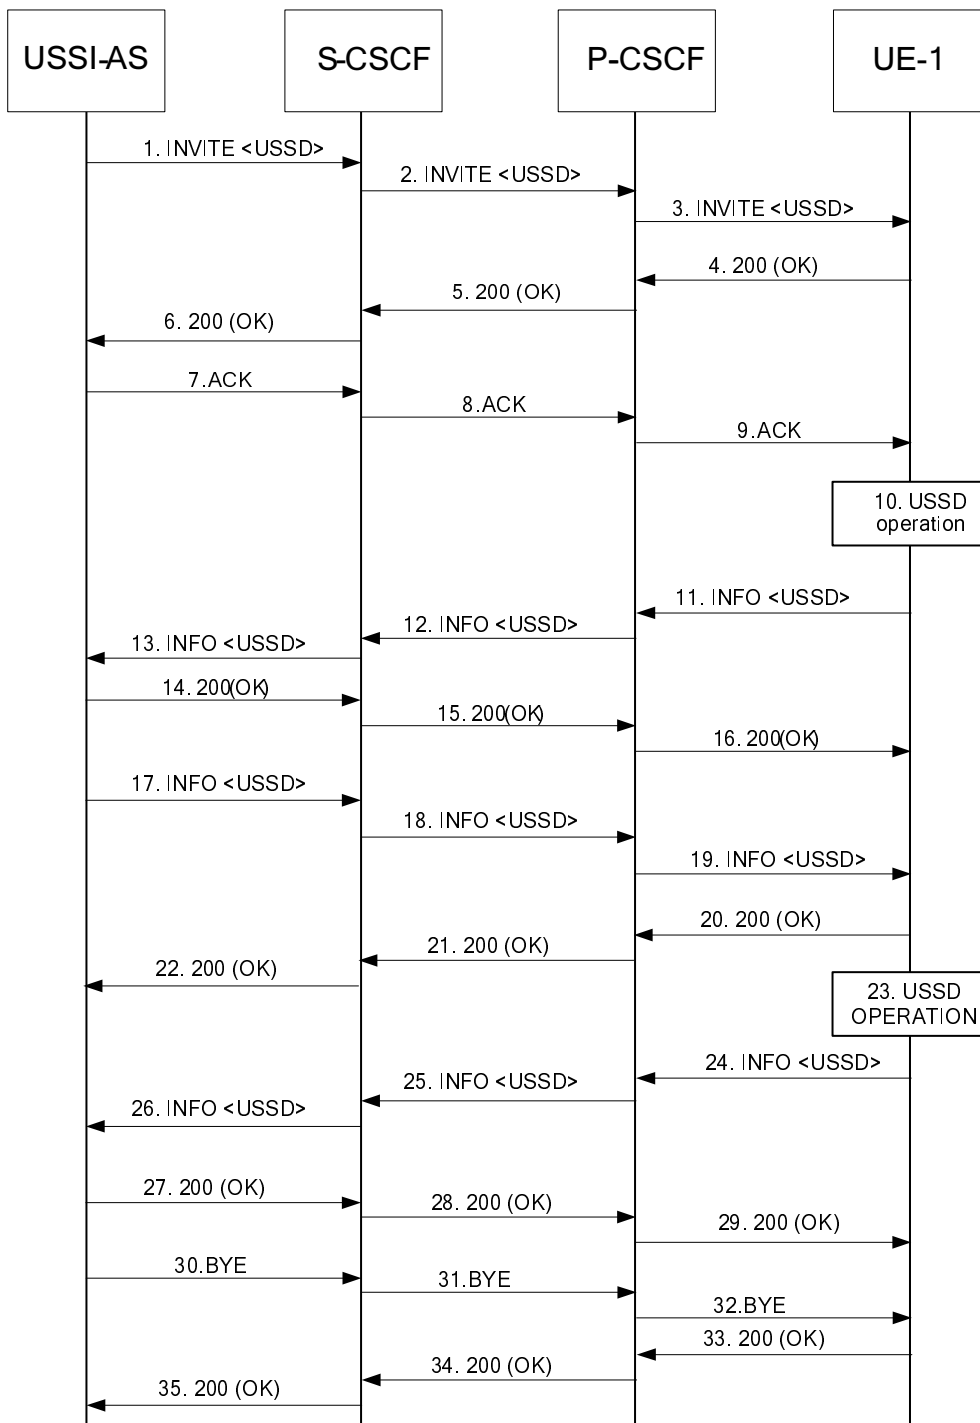 USSI-AS
S-CSCF
P-CSCF
UE-1
1. INVITE <USSD>
2. INVITE <USSD>
3. INVITE <USSD>
4. 200 (OK)
5. 200 (OK)
6. 200 (OK)
7.ACK
8.ACK
9.ACK
10. USSD
operation
11. INFO <USSD>
12. INFO <USSD>
13. INFO <USSD>
14. 200(OK)
15. 200(OK)
16. 200(OK)
17. INFO <USSD>
18. INFO <USSD>
19. INFO <USSD>
20. 200 (OK)
21. 200 (OK)
22. 200 (OK)
23. USSD
OPERATION
24. INFO <USSD>
25. INFO <USSD>
26. INFO <USSD>
27. 200 (OK)
28. 200 (OK)
29. 200 (OK)
30.BYE
31.BYE
32.BYE
33. 200 (OK)
34. 200 (OK)
35. 200 (OK)